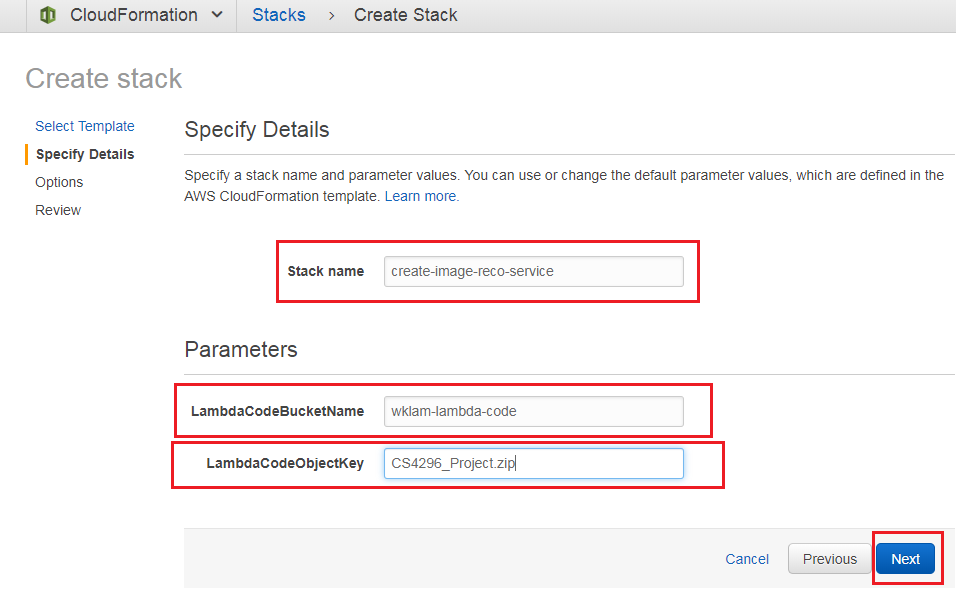 CloudFormation Stacks > Create Stack
Create stack
Select Template
Specify Details
Options
Review
Specify Details
Specify a stack name and parameter values. You can use or change the default parameter values, which are defined in the
AWS CloudFormation template. Learn more.
Stack name create-image-reco-service
Parameters
LambdaCodeBucketName wklam-lambda-code
LambdaCodeObjectKey CS4296_Project.zip
Cancel Previous Next